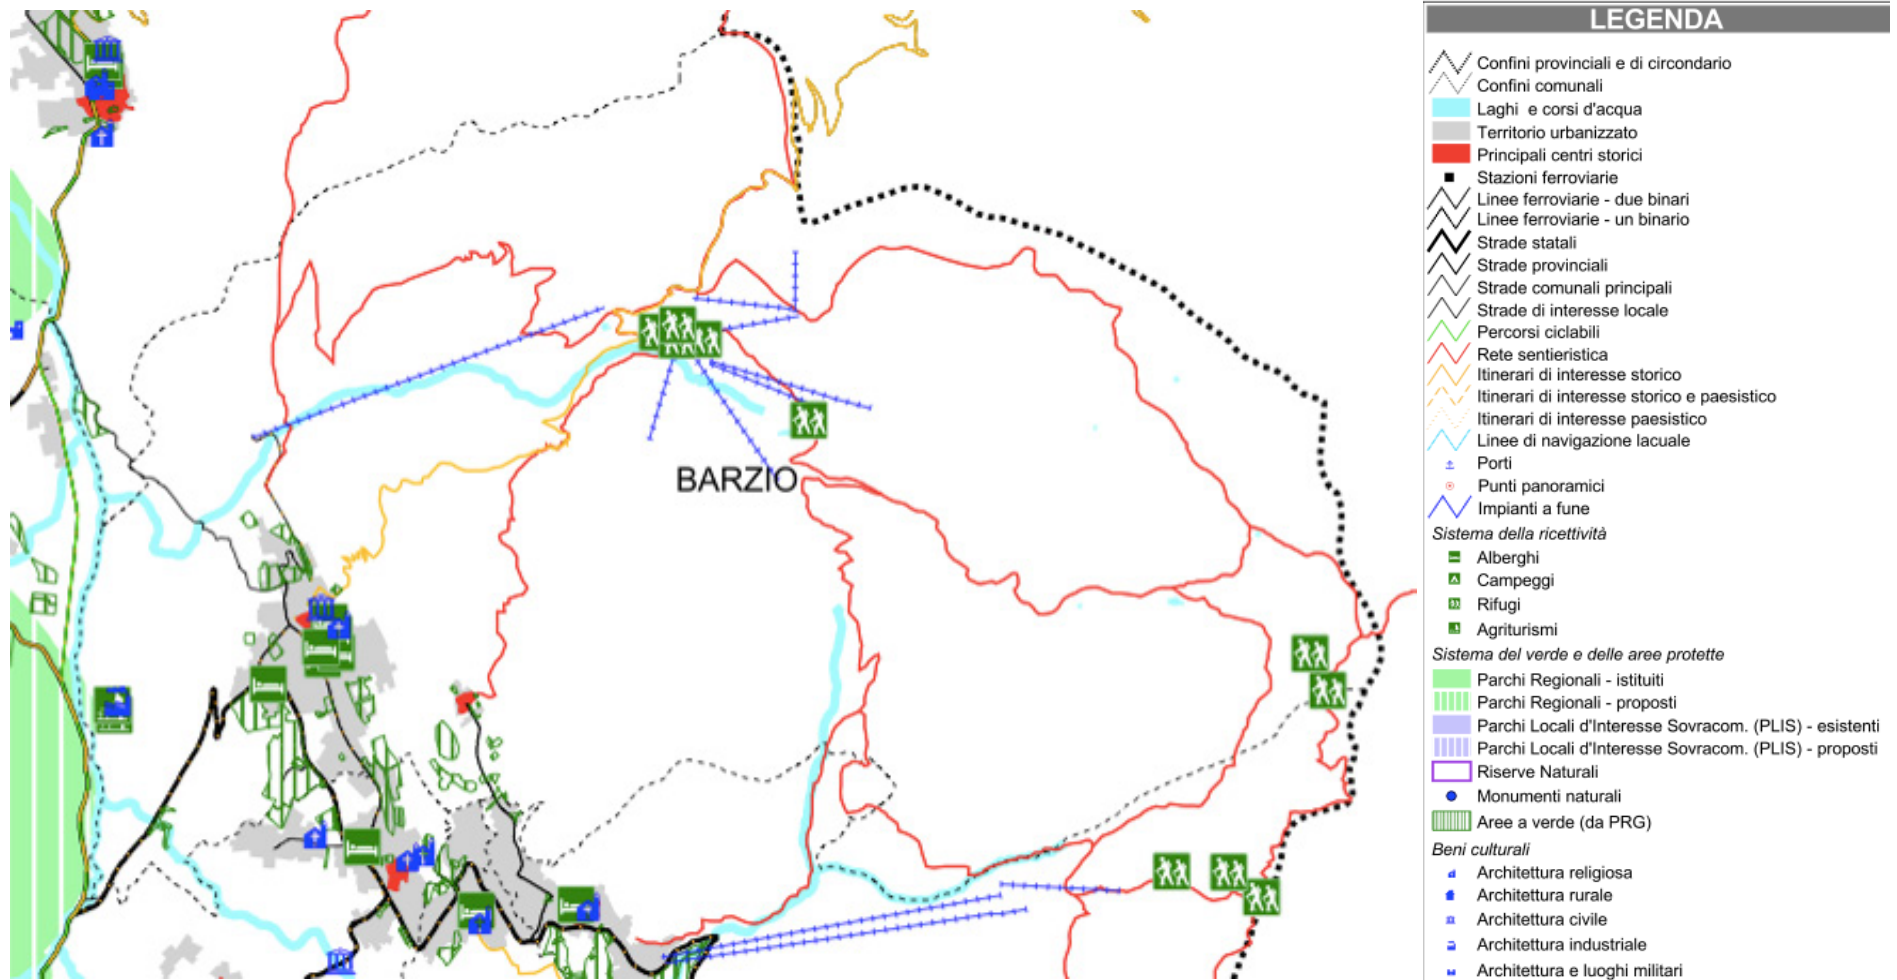 BARZIO
LEGENDA
Confini provinciali e di circondario
Confini comunali
Laghi e corsi d'acqua
Territorio urbanizzato
Principali centri storici
Stazioni ferroviarie
Linee ferroviarie - due binari
Linee ferroviarie - un binario
Strade statali
Strade provinciali
Strade comunali principali
Strade di interesse locale
Percorsi ciclabili
Rete sentieristica
Itinerari di interesse storico
Itinerari di interesse storico e paesistico
Itinerari di interesse paesistico
Linee di navigazione lacuale
Porti
Punti panoramici
Impianti a fune
Sistema della ricettività
Alberghi
Campeggi
Rifugi
Agriturismi
Sistema del verde e delle aree protette
Parchi Regionali - istituiti
Parchi Regionali - proposti
Parchi Locali d'Interesse Sovracom. (PLIS) - esistenti
Parchi Locali d'Interesse Sovracom. (PLIS) - proposti
Riserve Naturali
Monumenti naturali
Aree a verde (da PRG)
Beni culturali
Architettura religiosa
Architettura rurale
Architettura civile
Architettura industriale
Architettura e luoghi militari